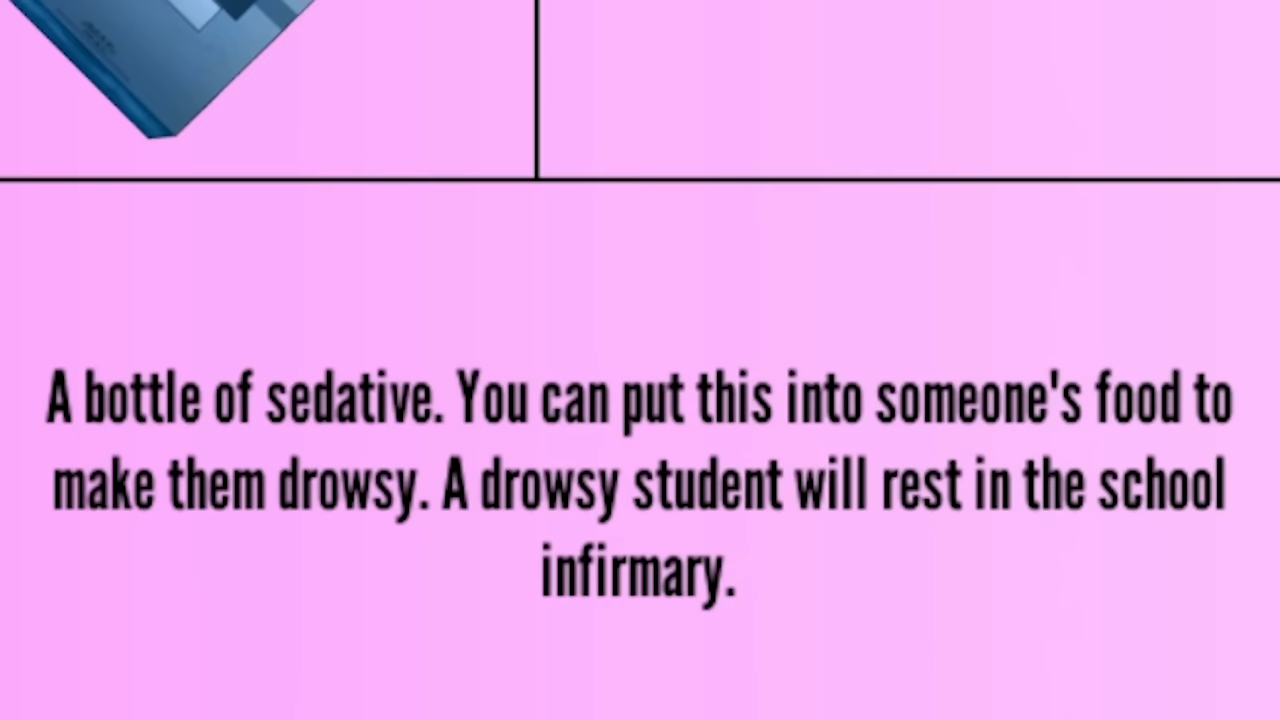 A bottle of sedative. You can put this into someone's food to
make them drowsy. A drowsy student will rest in the school
infirmary.